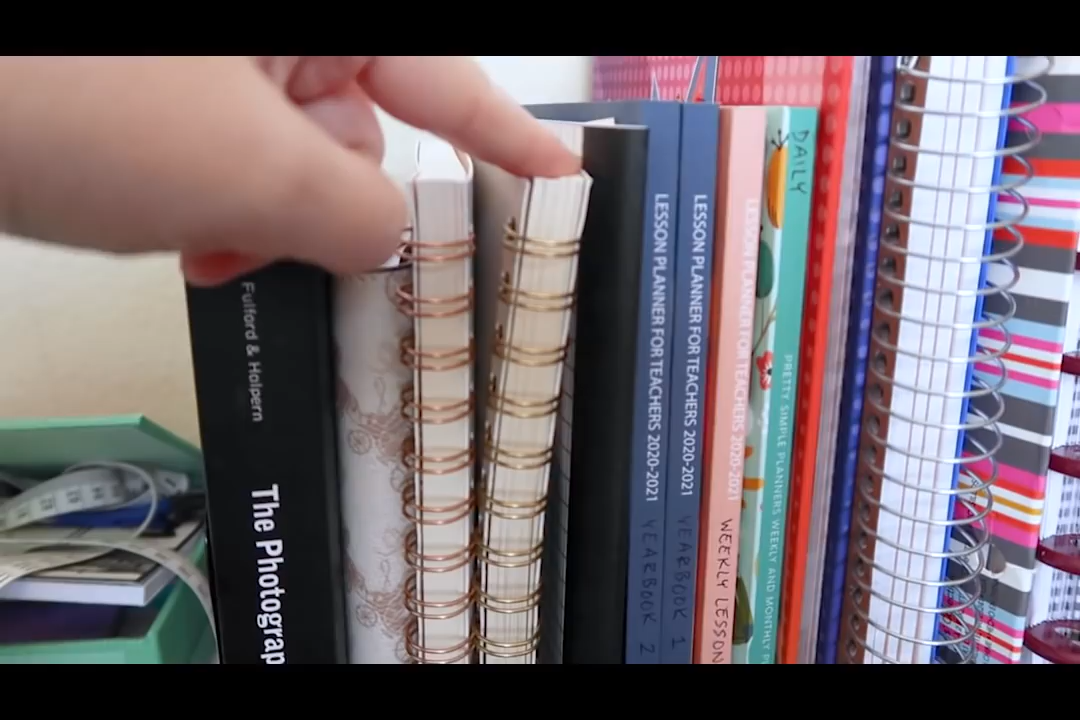 Fulford & Halpern
The Photograp
LESSON PLANNER FOR TEACHERS 2020-2021 YEARBOOK 2
LESSON PLANNER FOR TEACHERS 2020-2021 YEARBOOK 1
LESSON PLANNER FOR TEACHERS 2020-2021 WEEKLY LESSON
DAILY
PRETTY SIMPLE PLANNERS WEEKLY AND MONTHLY P